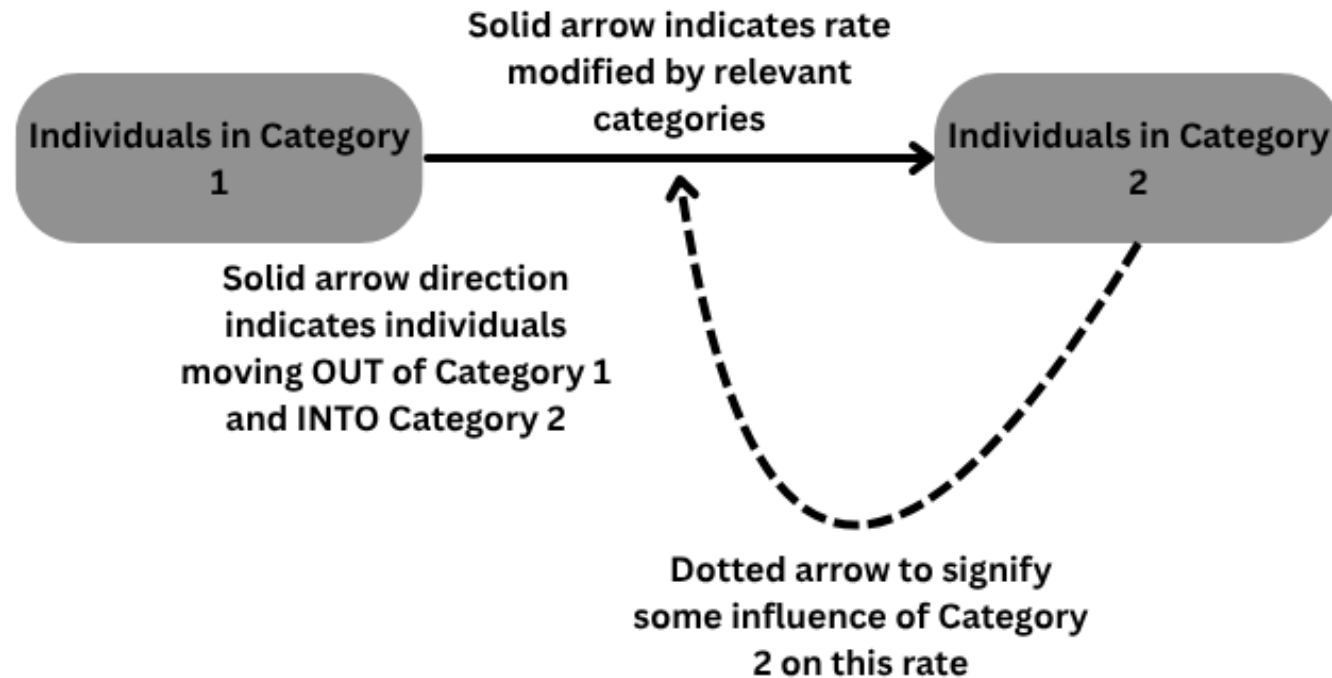 Solid arrow indicates rate
modified by relevant
categories
Individuals in Category
1
Individuals in Category
2
Solid arrow direction
indicates individuals
moving OUT of Category 1
and INTO Category 2
Dotted arrow to signify
some influence of Category
2 on this rate